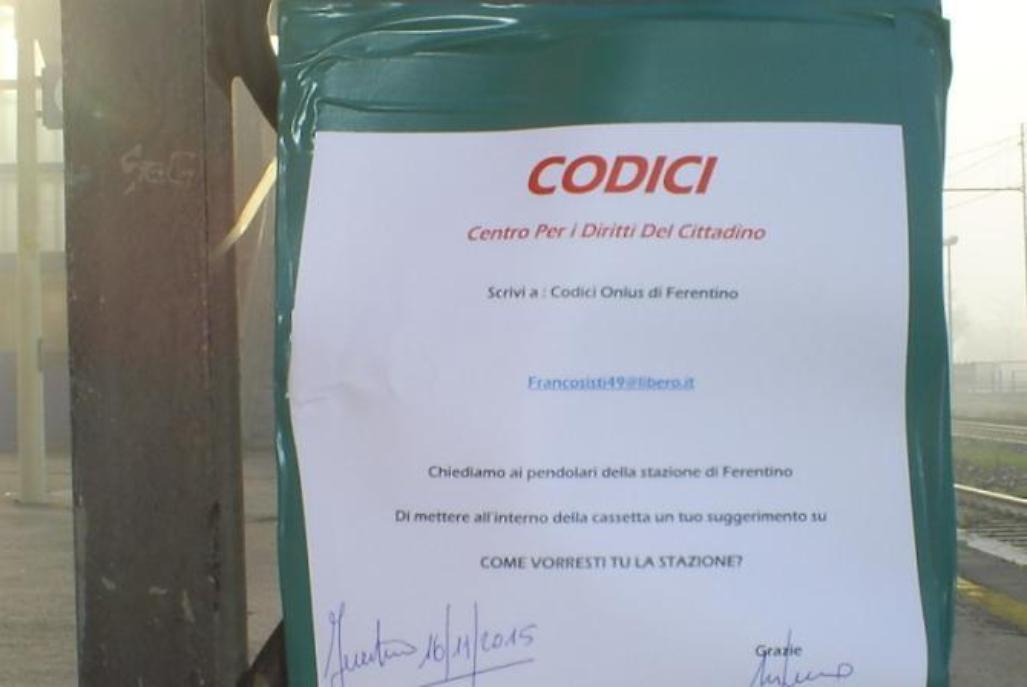 CODICI
Centro Per i Diritti Del Cittadino
Scrivi a : Codici Onlus di Ferentino
Francosisti49@libero.it
Chiediamo ai pendolari della stazione di Ferentino
Di mettere all'interno della cassetta un tuo suggerimento su
COME VORRESTI TU LA STAZIONE?
Ferentino 16/11/2015
Grazie